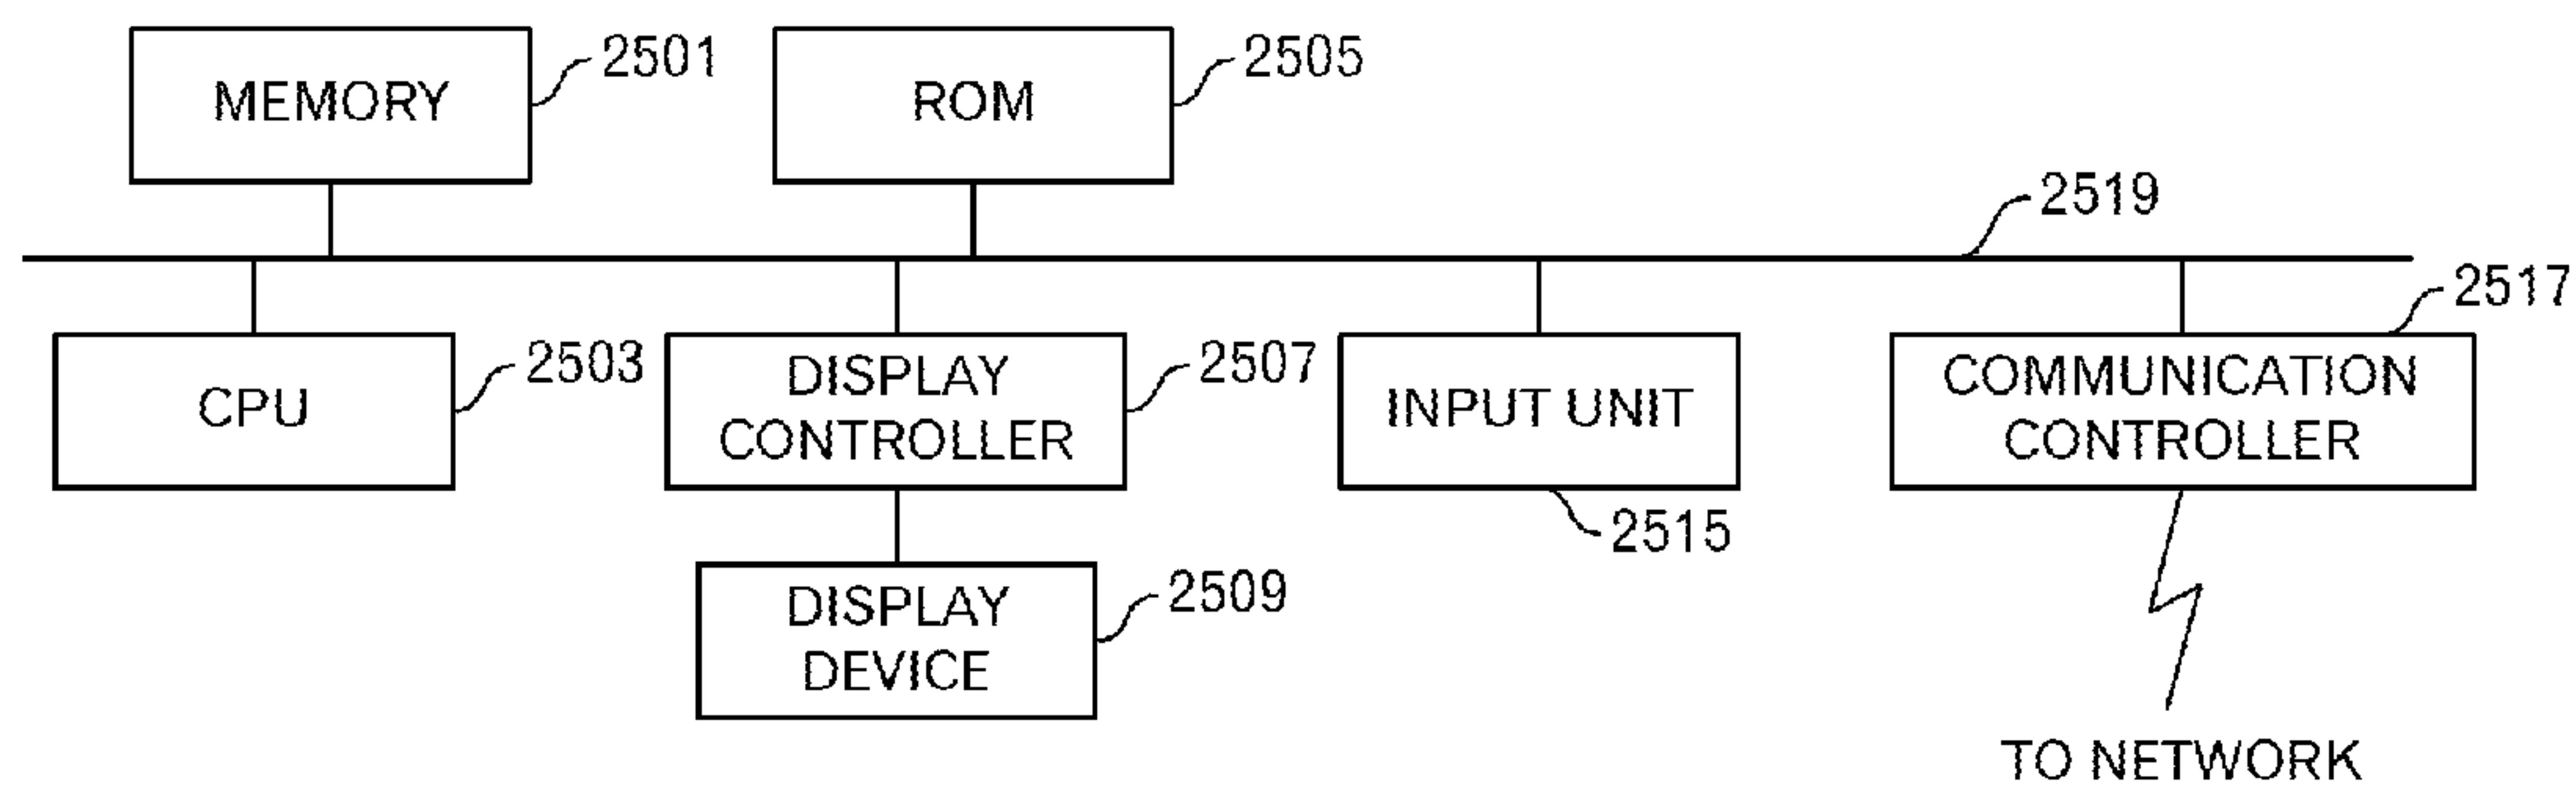 MEMORY
2501
ROM
2505
2519
2517
CPU
2503
DISPLAY
CONTROLLER
2507
INPUT UNIT
2515
COMMUNICATION
CONTROLLER
DISPLAY
DEVICE
2509
TO NETWORK